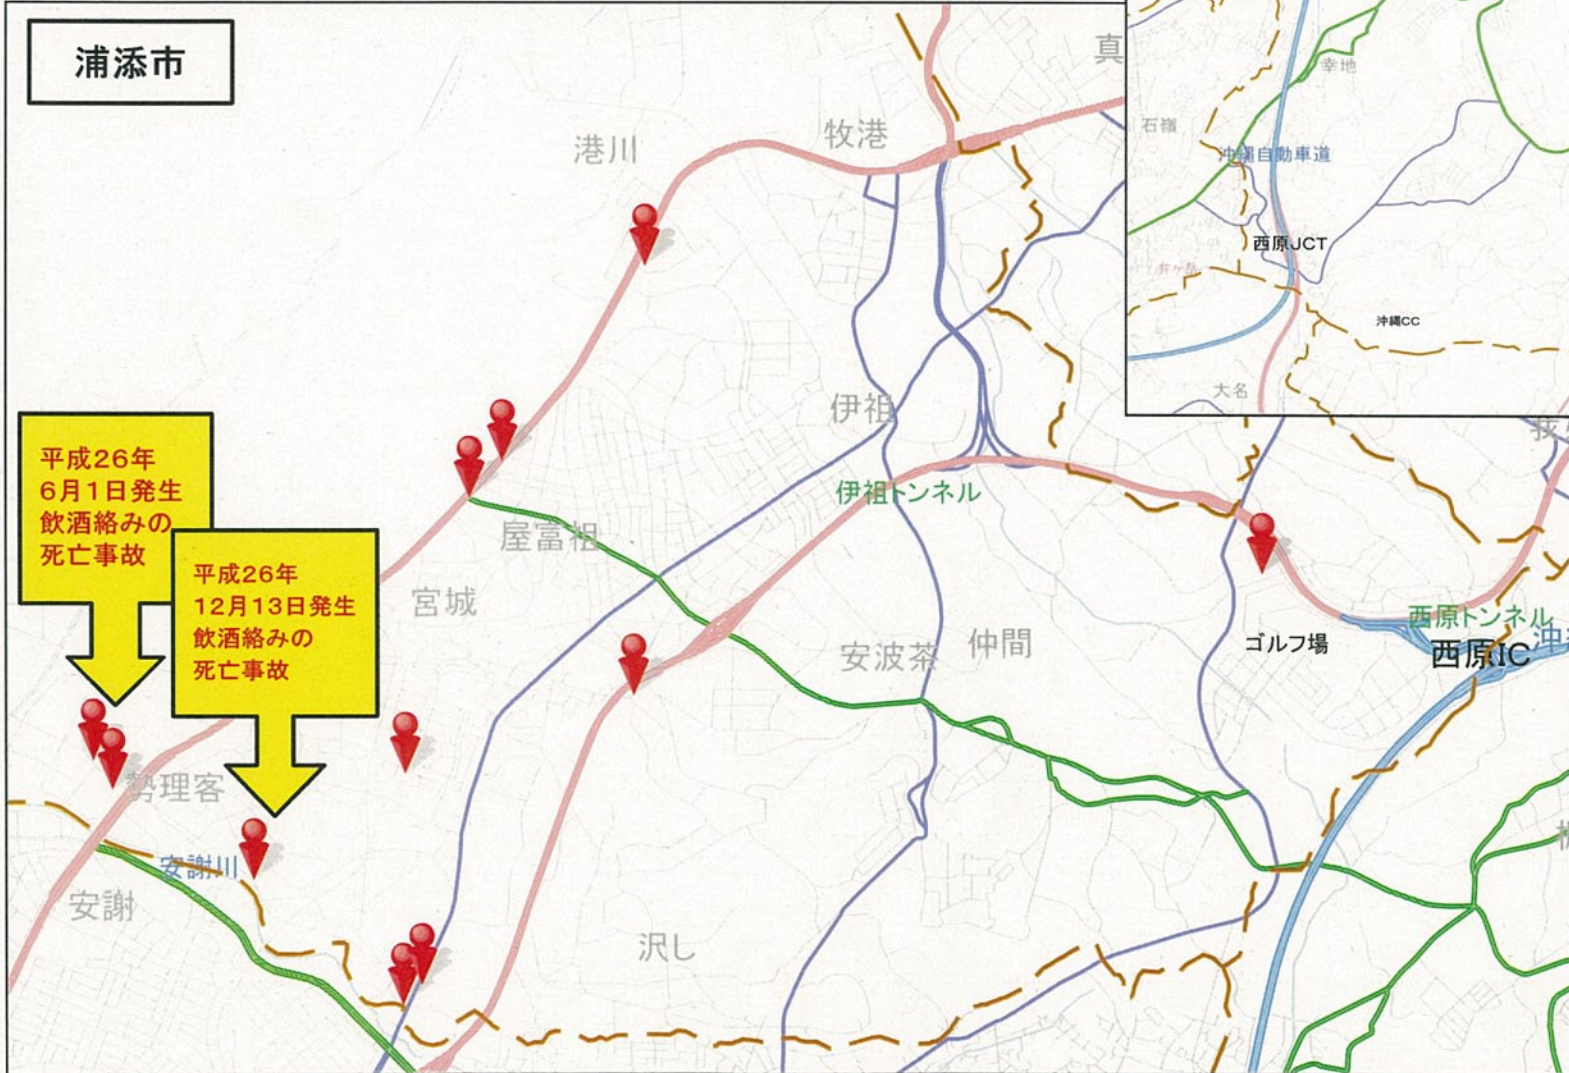 浦添市
真
港川
牧港
幸地
石嶺
沖縄自動車道
西原JCT
弁ヶ岳
沖縄CC
大名
伊祖
伊祖トンネル
平成26年
6月1日発生
飲酒絡みの
死亡事故
平成26年
12月13日発生
飲酒絡みの
死亡事故
屋富祖
宮城
安波茶
仲間
ゴルフ場
西原トンネル
西原IC
勢理客
安謝川
安謝
沢し